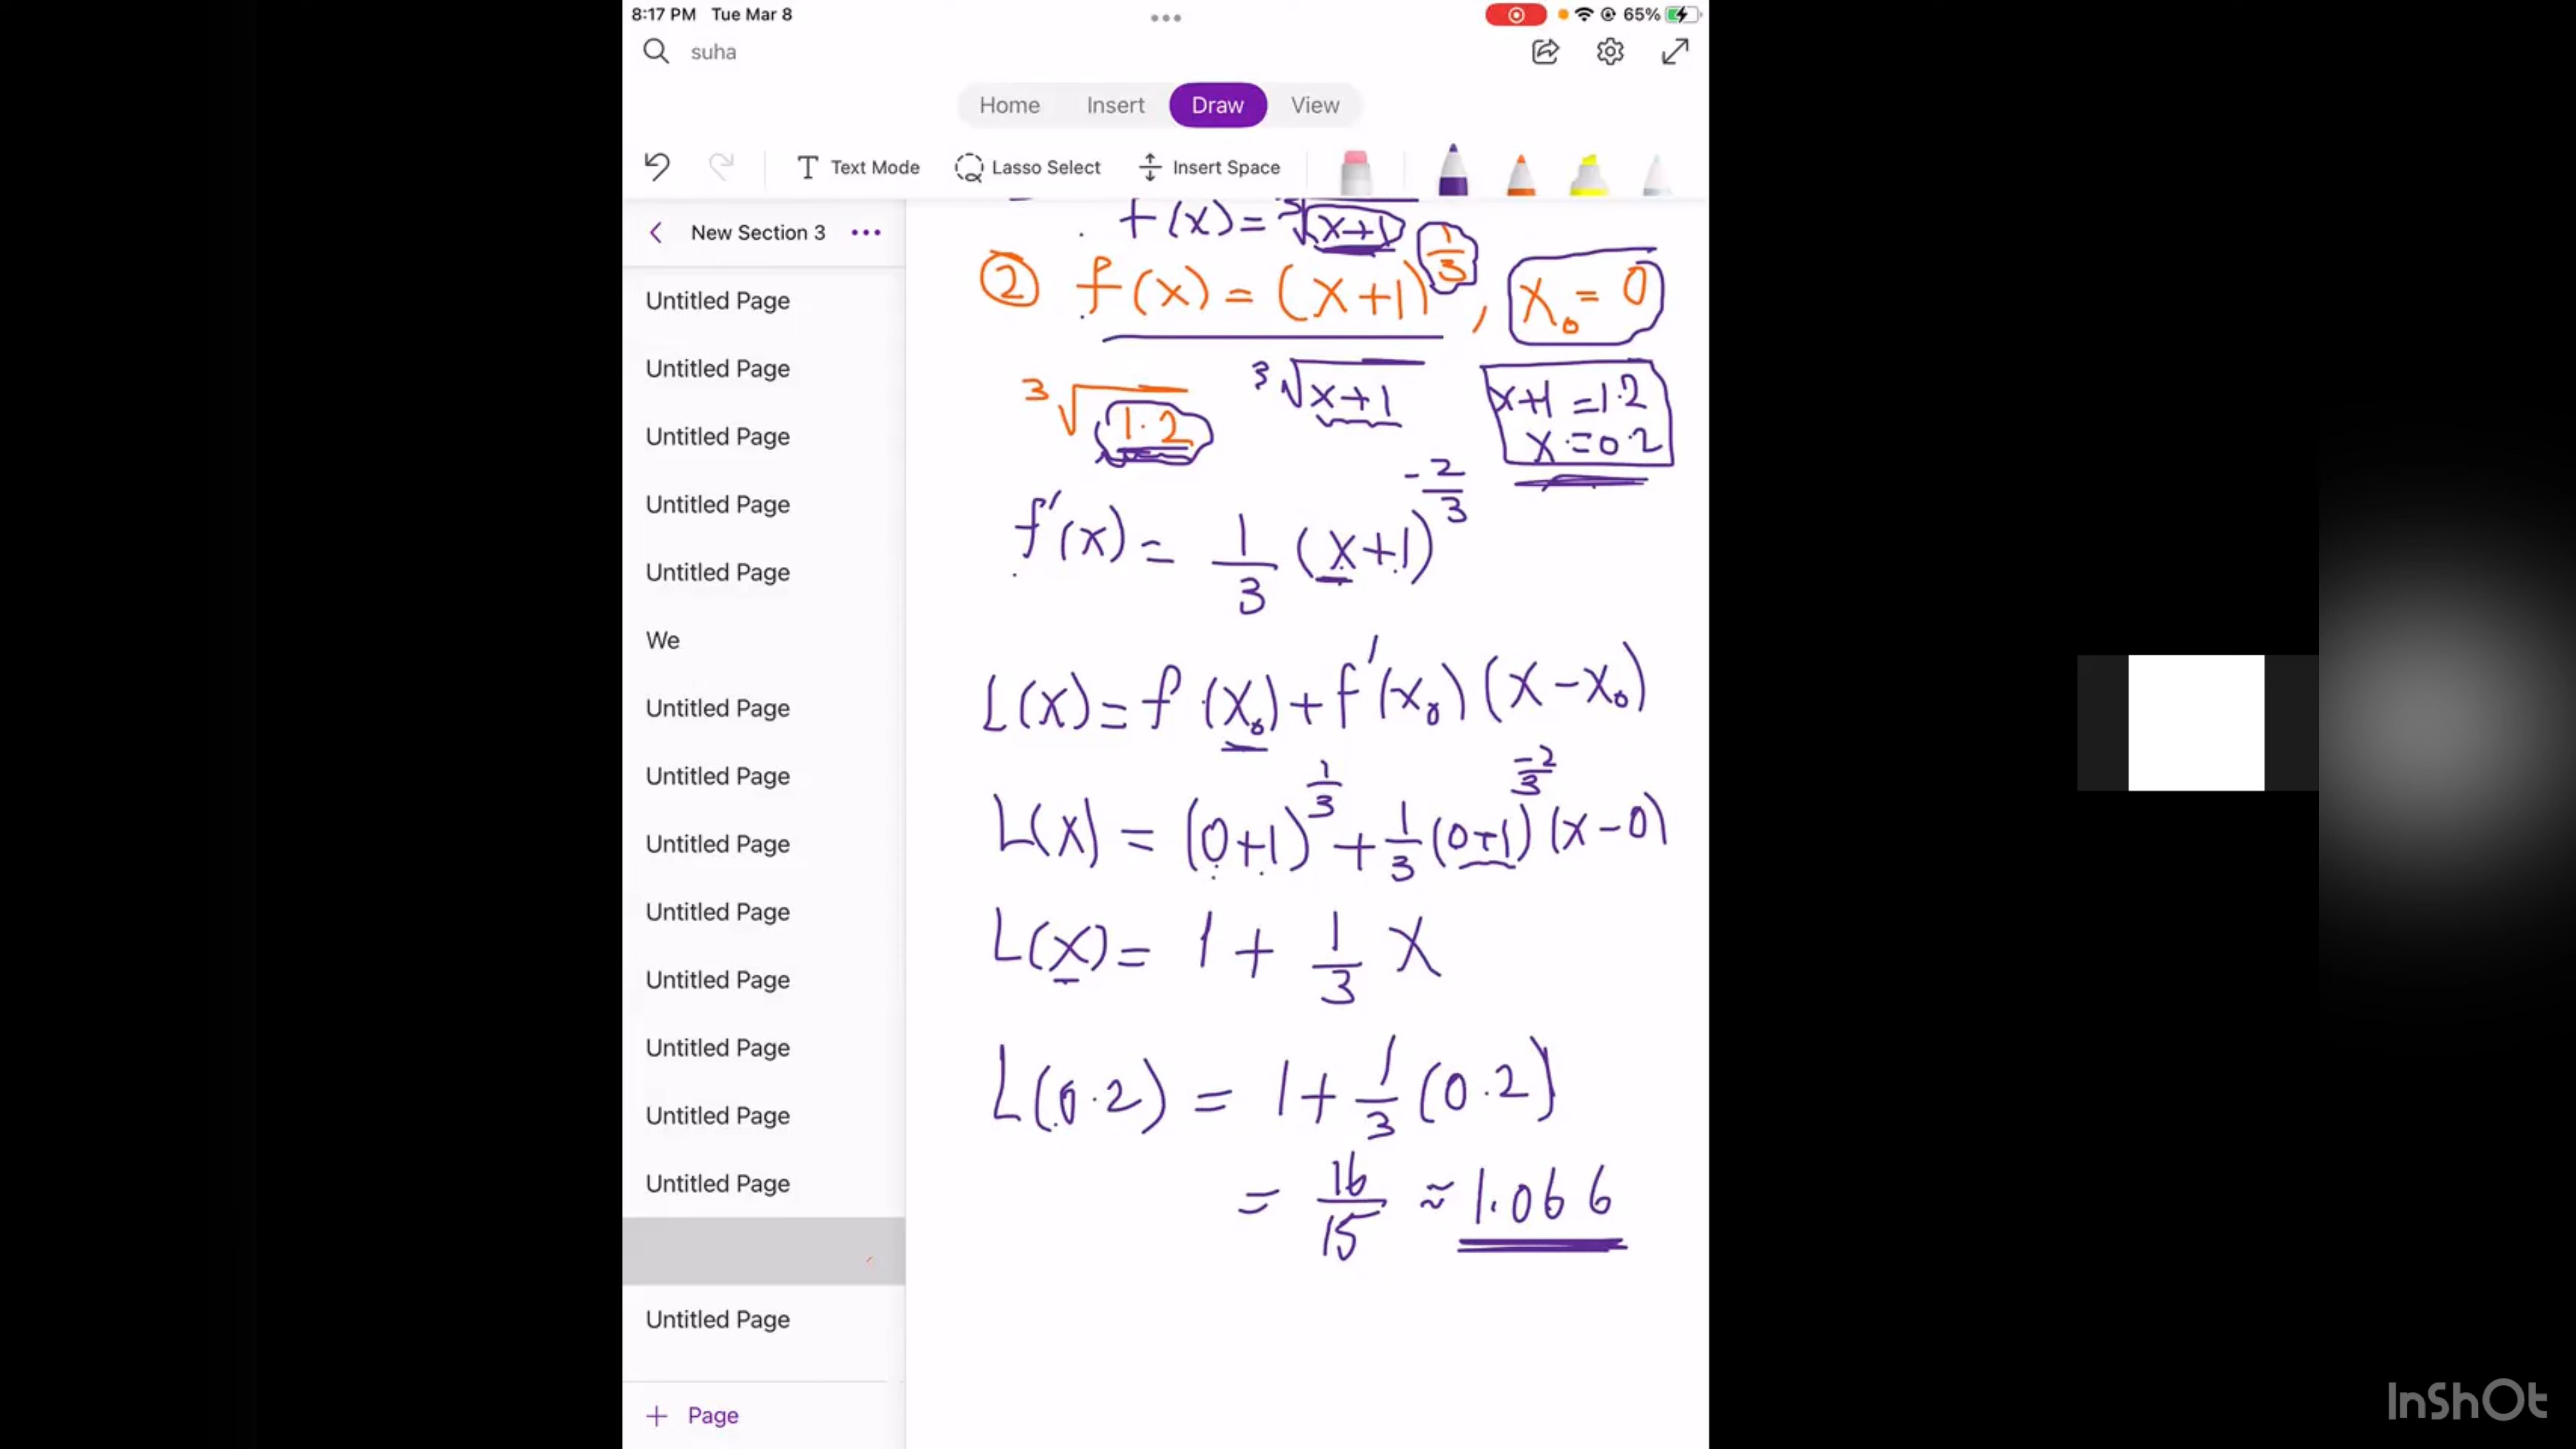 8:17 PM Tue Mar 8
65%
suha
Home Insert Draw View
Text Mode Lasso Select Insert Space
New Section 3
Untitled Page
Untitled Page
Untitled Page
Untitled Page
Untitled Page
We
Untitled Page
Untitled Page
Untitled Page
Untitled Page
Untitled Page
Untitled Page
Untitled Page
Untitled Page
Untitled Page
+ Page
f(x) = ∛(x+1)
② f(x) = (x+1)^(1/3) , x₀ = 0
∛1.2 ∛(x+1) x+1 = 1.2
x = 0.2
f'(x) = 1/3 (x+1)^(-2/3)
L(x) = f(x₀) + f'(x₀)(x-x₀)
L(x) = (0+1)^(1/3) + 1/3 (0+1)^(-2/3) (x-0)
L(x) = 1 + 1/3 x
L(0.2) = 1 + 1/3 (0.2)
= 16/15 ≈ 1.066
InShOt